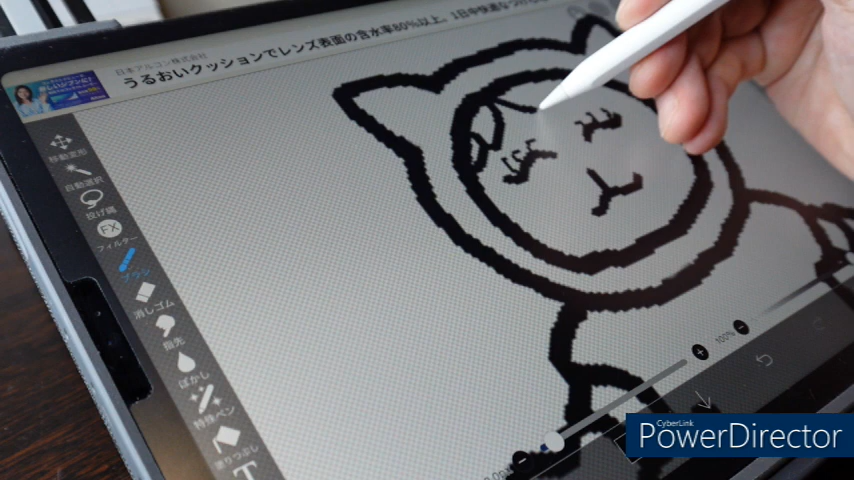 日本アルコン株式会社
うるおいクッションでレンズ表面の含水率80%以上。1日中快適な
移動変形
自動選択
投げ縄
FX
フィルター
ブラシ
消しゴム
指先
ぼかし
特殊ペン
塗りつぶし
T
100%
CyberLink
PowerDirector